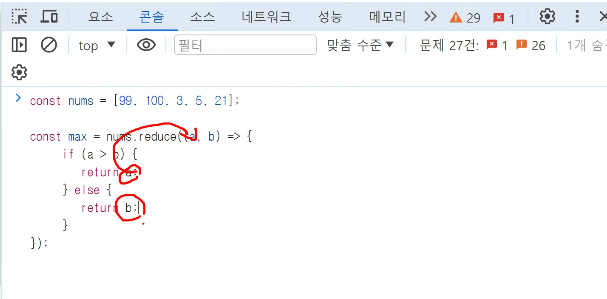 요소 콘솔 소스 네트워크 성능 메모리 29 1
top 필터 맞춤 수준 문제 27건: 1 26 1개 숨
const nums = [99, 100, 3, 5, 21];
const max = nums.reduce((a, b) => {
if (a > b) {
return a;
} else {
return b;
}
});